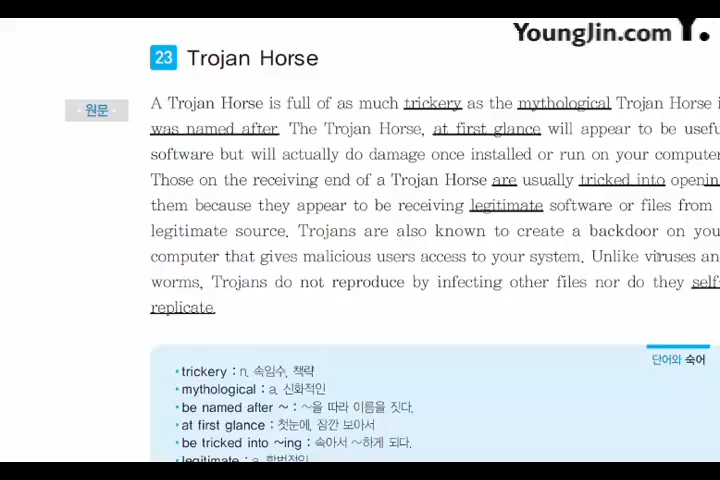 YoungJin.com Y.
23 Trojan Horse
원문
A Trojan Horse is full of as much trickery as the mythological Trojan Horse i
was named after. The Trojan Horse, at first glance will appear to be usefu
software but will actually do damage once installed or run on your computer
Those on the receiving end of a Trojan Horse are usually tricked into openin
them because they appear to be receiving legitimate software or files from
legitimate source. Trojans are also known to create a backdoor on you
computer that gives malicious users access to your system. Unlike viruses an
worms, Trojans do not reproduce by infecting other files nor do they self-
replicate.
단어와 숙어
• trickery : n. 속임수, 책략
• mythological : a. 신화적인
• be named after ~ : ~을 따라 이름을 짓다.
• at first glance : 첫눈에, 잠깐 보아서
• be tricked into ~ing : 속아서 ~하게 되다.
• legitimate : a. 합법적인